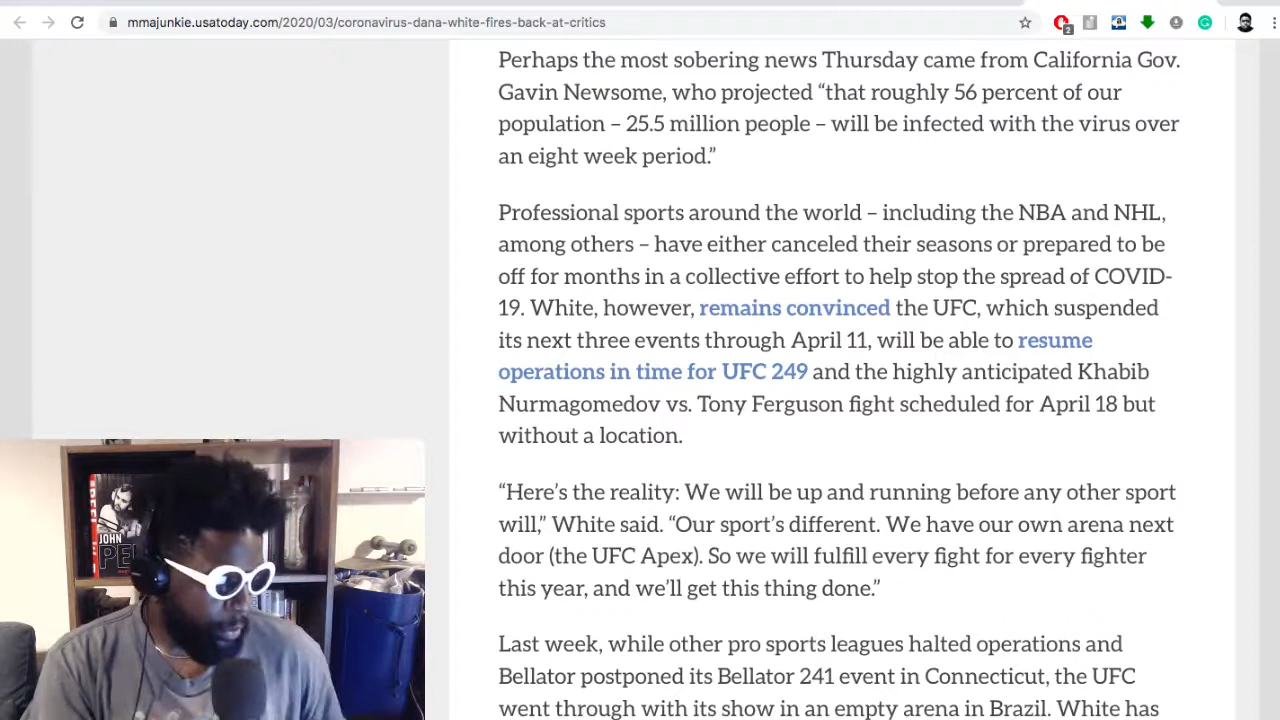 mmajunkie.usatoday.com/2020/03/coronavirus-dana-white-fires-back-at-critics
2
Perhaps the most sobering news Thursday came from California Gov.
Gavin Newsome, who projected “that roughly 56 percent of our
population – 25.5 million people – will be infected with the virus over
an eight week period.”
Professional sports around the world – including the NBA and NHL,
among others – have either canceled their seasons or prepared to be
off for months in a collective effort to help stop the spread of COVID-
19. White, however, remains convinced the UFC, which suspended
its next three events through April 11, will be able to resume
operations in time for UFC 249 and the highly anticipated Khabib
Nurmagomedov vs. Tony Ferguson fight scheduled for April 18 but
without a location.
“Here’s the reality: We will be up and running before any other sport
will,” White said. “Our sport’s different. We have our own arena next
door (the UFC Apex). So we will fulfill every fight for every fighter
this year, and we’ll get this thing done.”
Last week, while other pro sports leagues halted operations and
Bellator postponed its Bellator 241 event in Connecticut, the UFC
went through with its show in an empty arena in Brazil. White has
JOHN